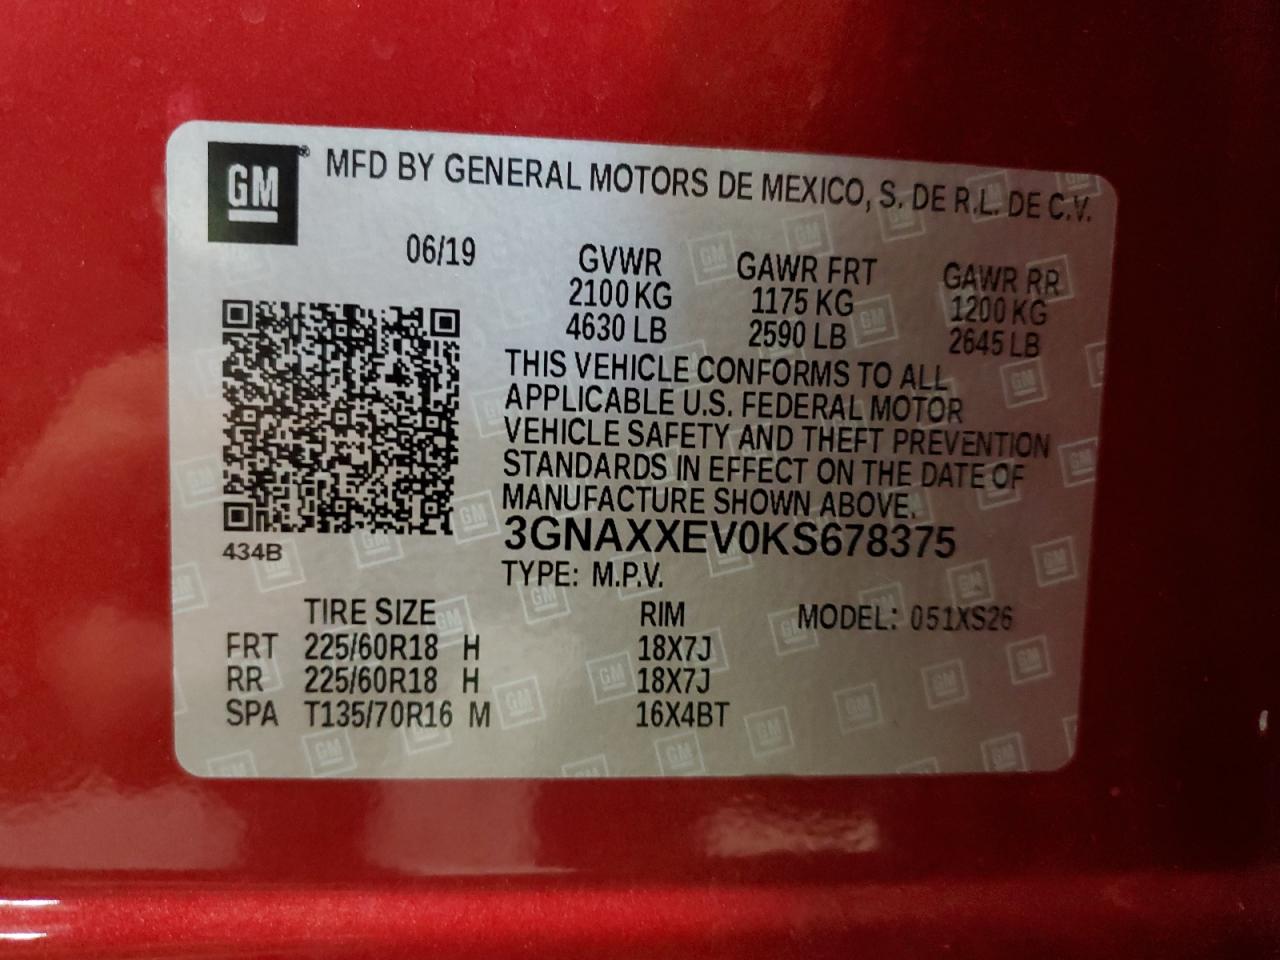 GM® MFD BY GENERAL MOTORS DE MEXICO, S. DE R.L. DE C.V.
06/19 GVWR GAWR FRT GAWR RR
2100 KG 1175 KG 1200 KG
4630 LB 2590 LB 2645 LB
THIS VEHICLE CONFORMS TO ALL
APPLICABLE U.S. FEDERAL MOTOR
VEHICLE SAFETY AND THEFT PREVENTION
STANDARDS IN EFFECT ON THE DATE OF
MANUFACTURE SHOWN ABOVE.
3GNAXXEV0KS678375
434B
TYPE: M.P.V.
TIRE SIZE RIM MODEL: 051XS26
FRT 225/60R18 H 18X7J
RR 225/60R18 H 18X7J
SPA T135/70R16 M 16X4BT